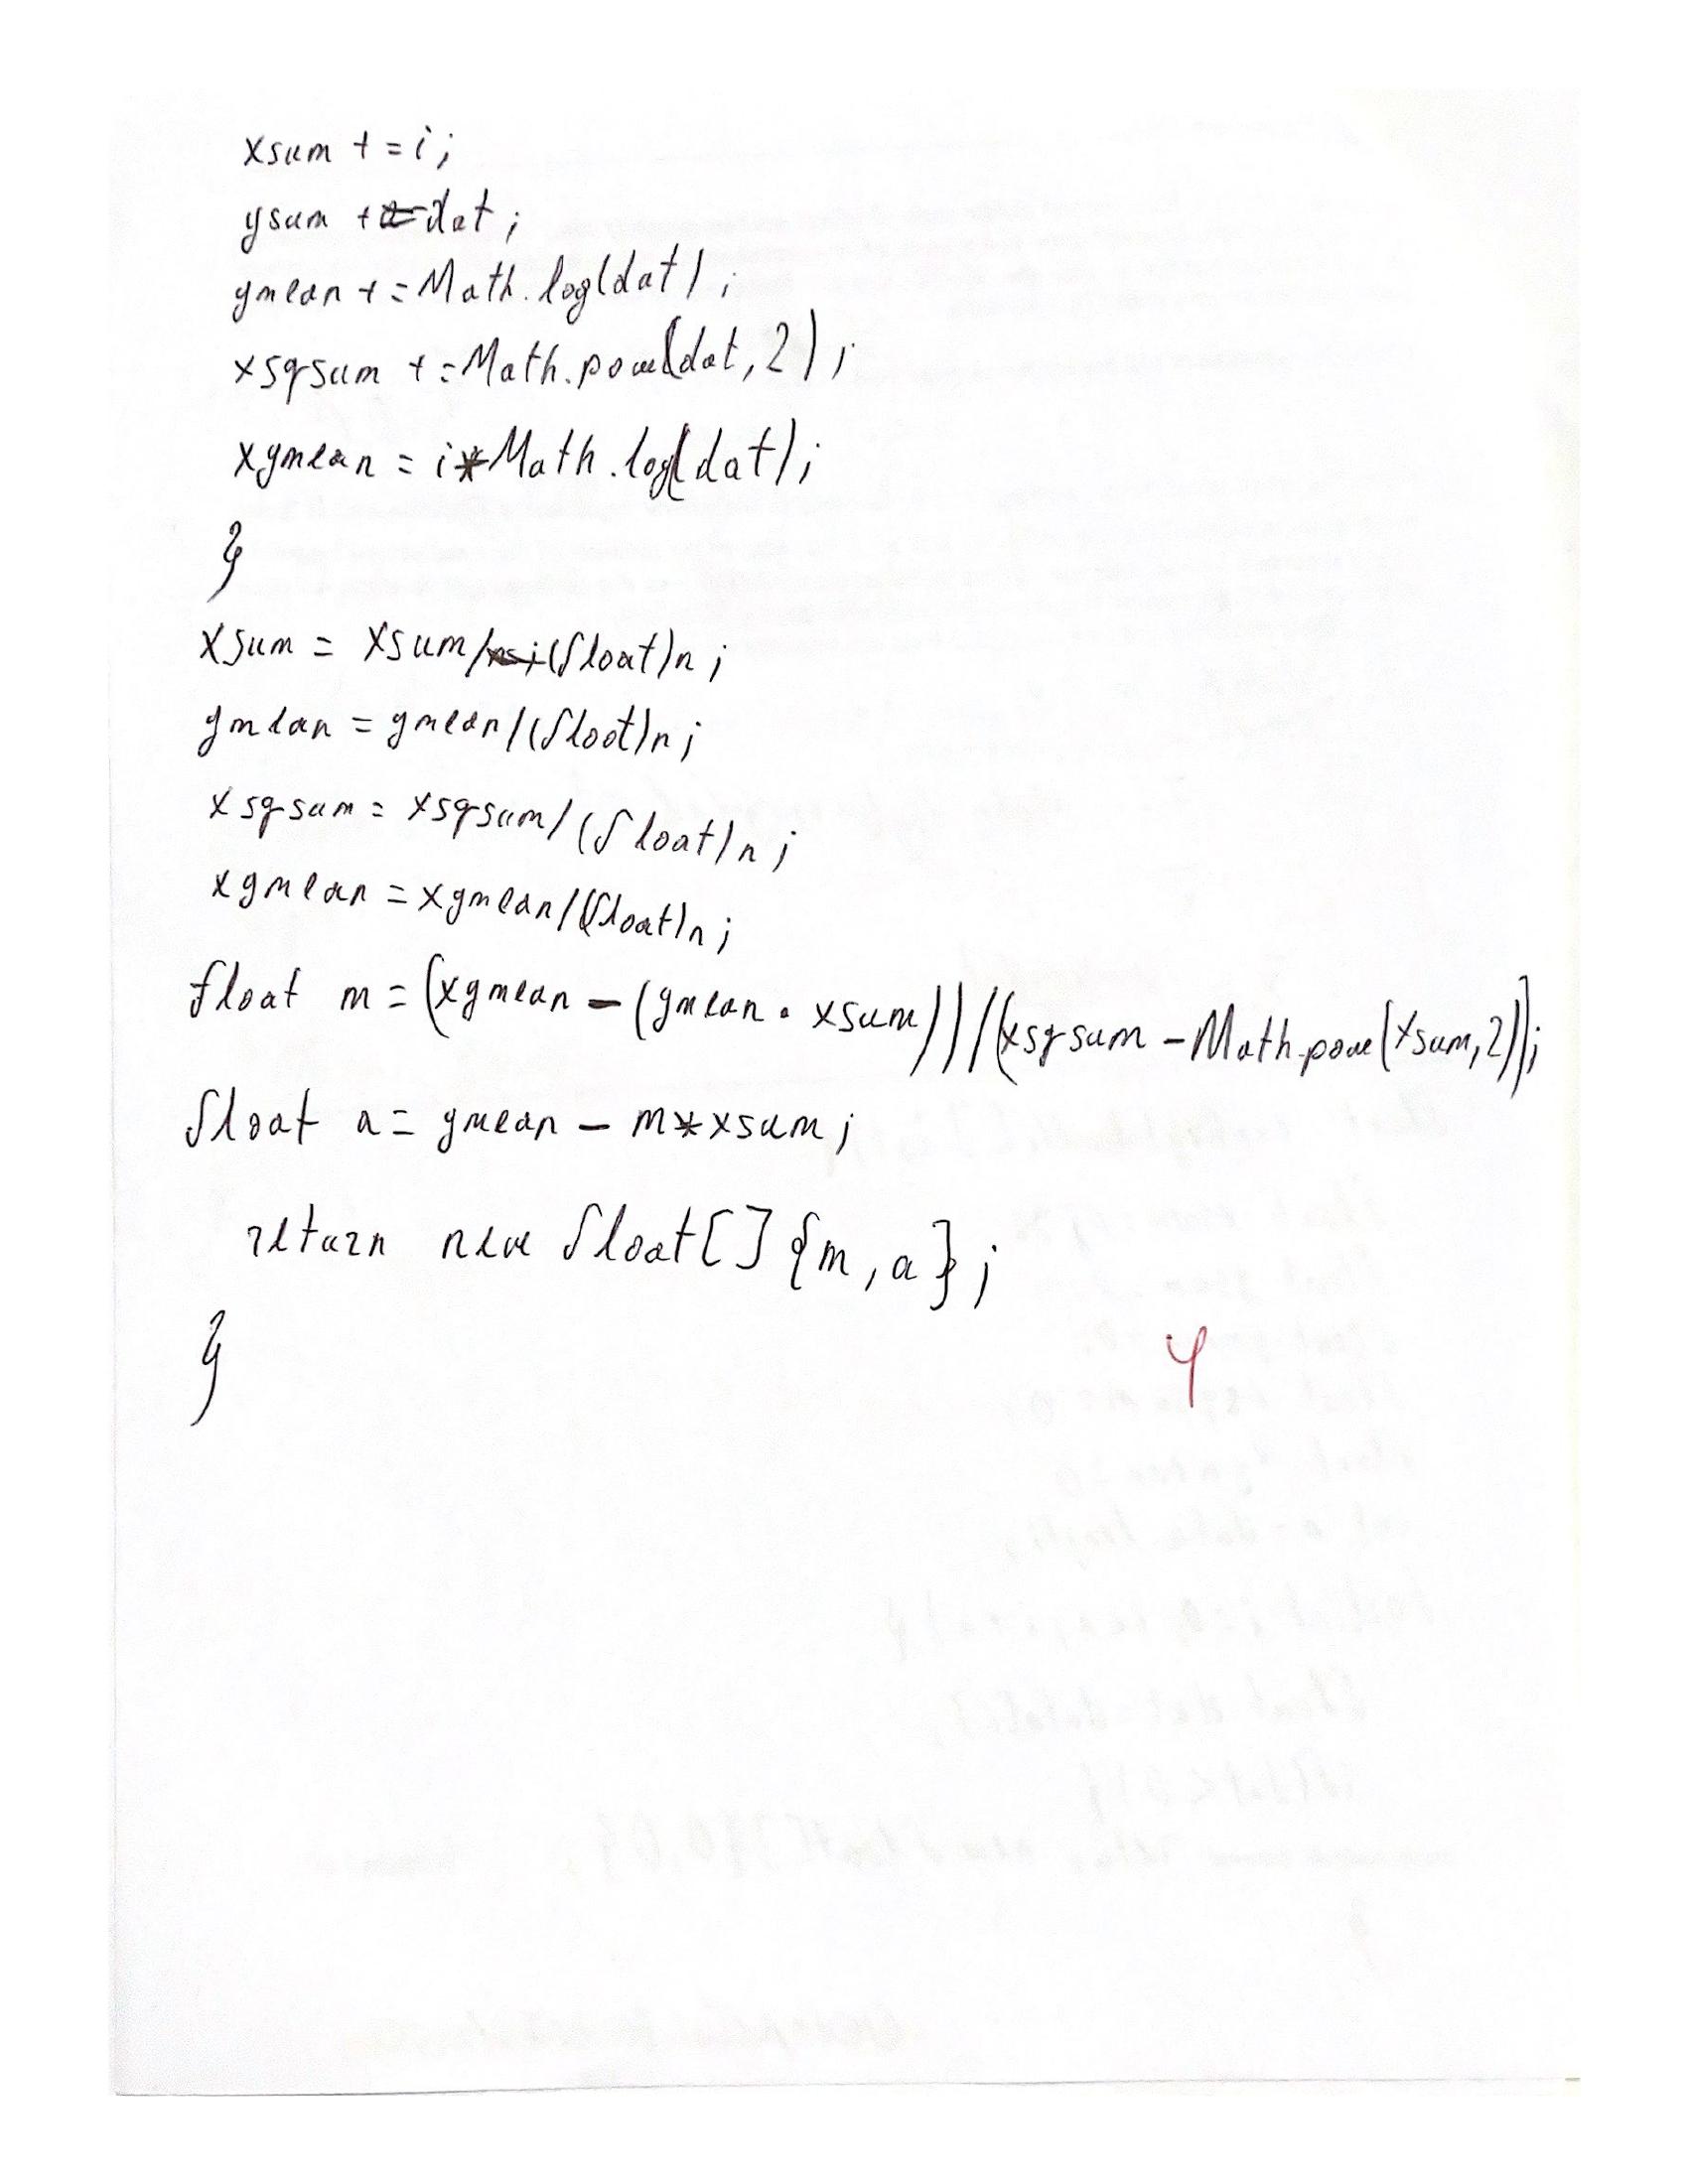 xsum += i;
ysum += dat;
ymean += Math.log(dat);
xsqsum += Math.pow(dat, 2);
xymean = i*Math.log(dat);
}
xsum = xsum/(float)n;
ymean = ymean/(float)n;
xsqsum = xsqsum/(float)n;
xymean = xymean/(float)n;
float m = (xymean - (ymean • xsum))/(xsqsum - Math.pow(xsum,2));
float a = ymean - m*xsum;
return new float[]{m, a};
}
4